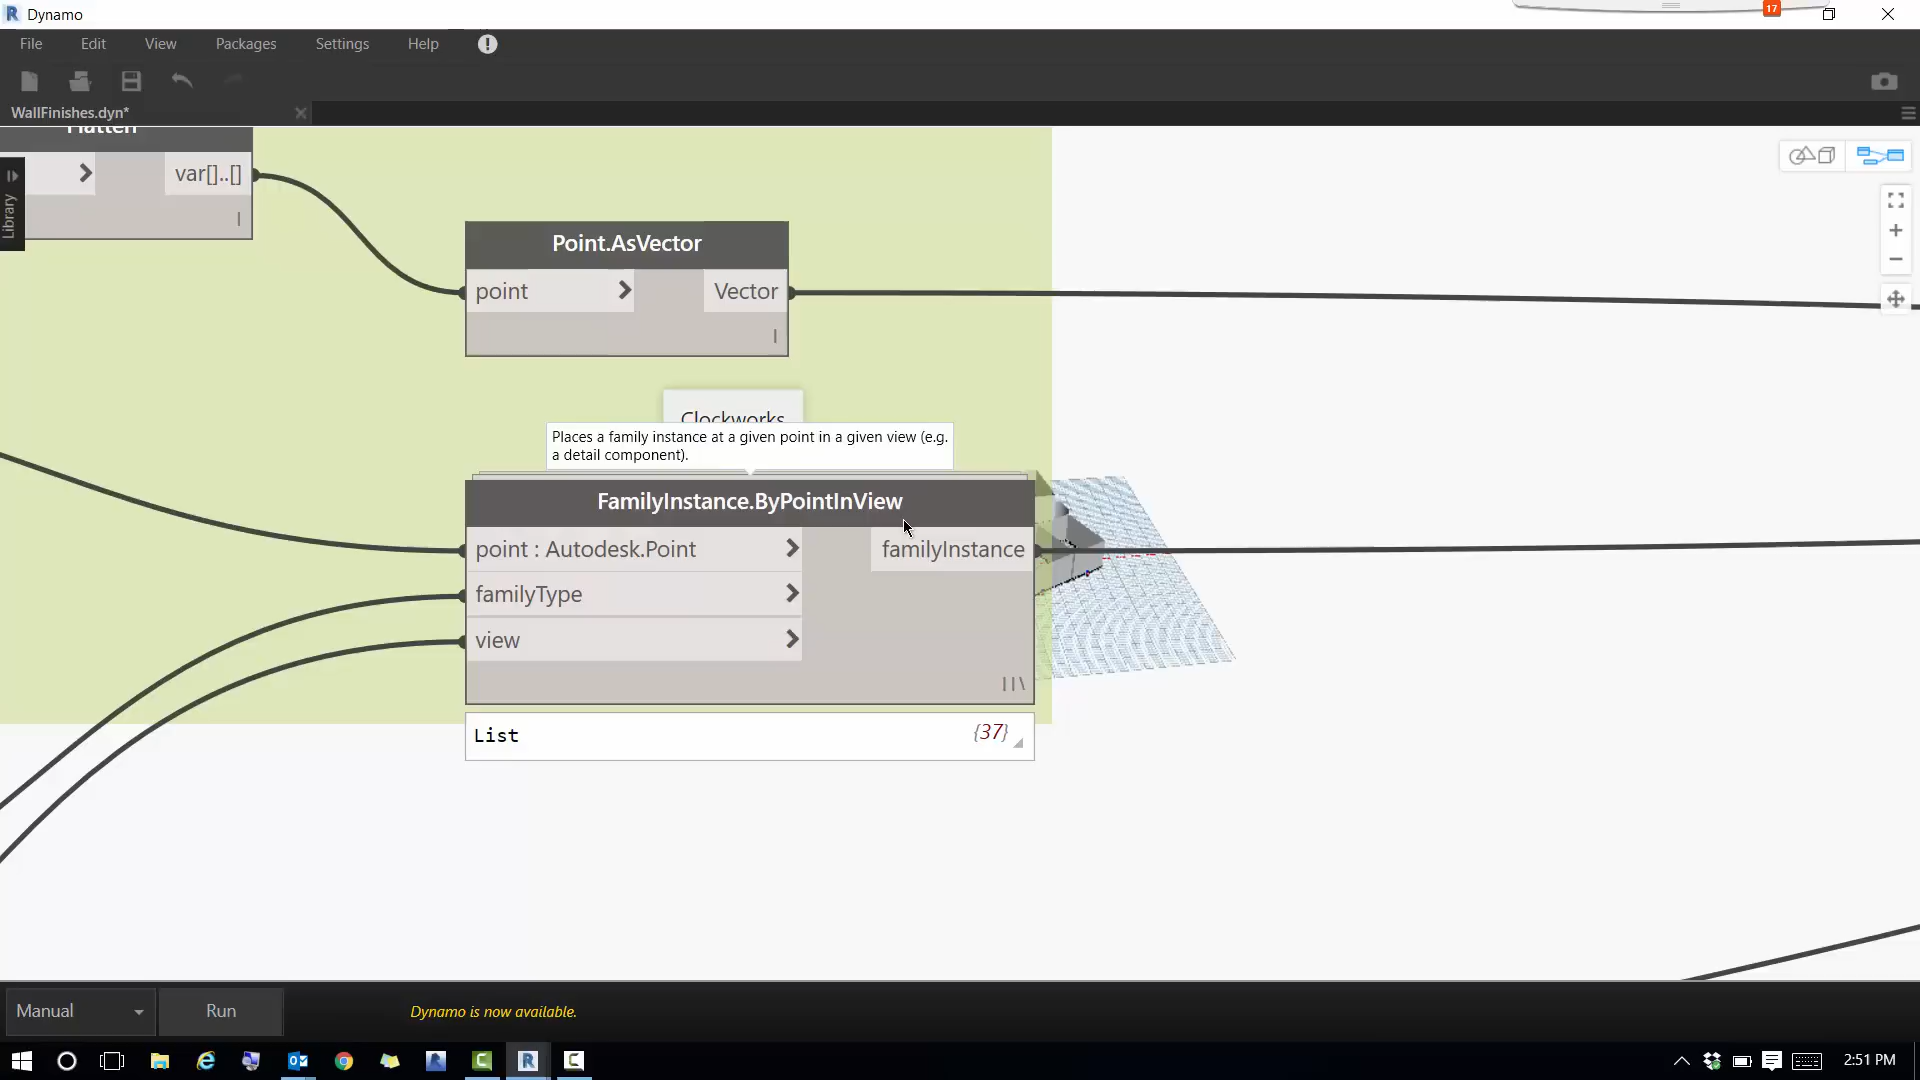 Dynamo
17
File Edit View Packages Settings Help
WallFinishes.dyn*
Flatten
var[]..[]
Library
Point.AsVector
point > Vector
Clockworks
Places a family instance at a given point in a given view (e.g.
a detail component).
FamilyInstance.ByPointInView
point : Autodesk.Point > familyInstance
familyType >
view >
List {37}
Manual Run Dynamo is now available.
2:51 PM